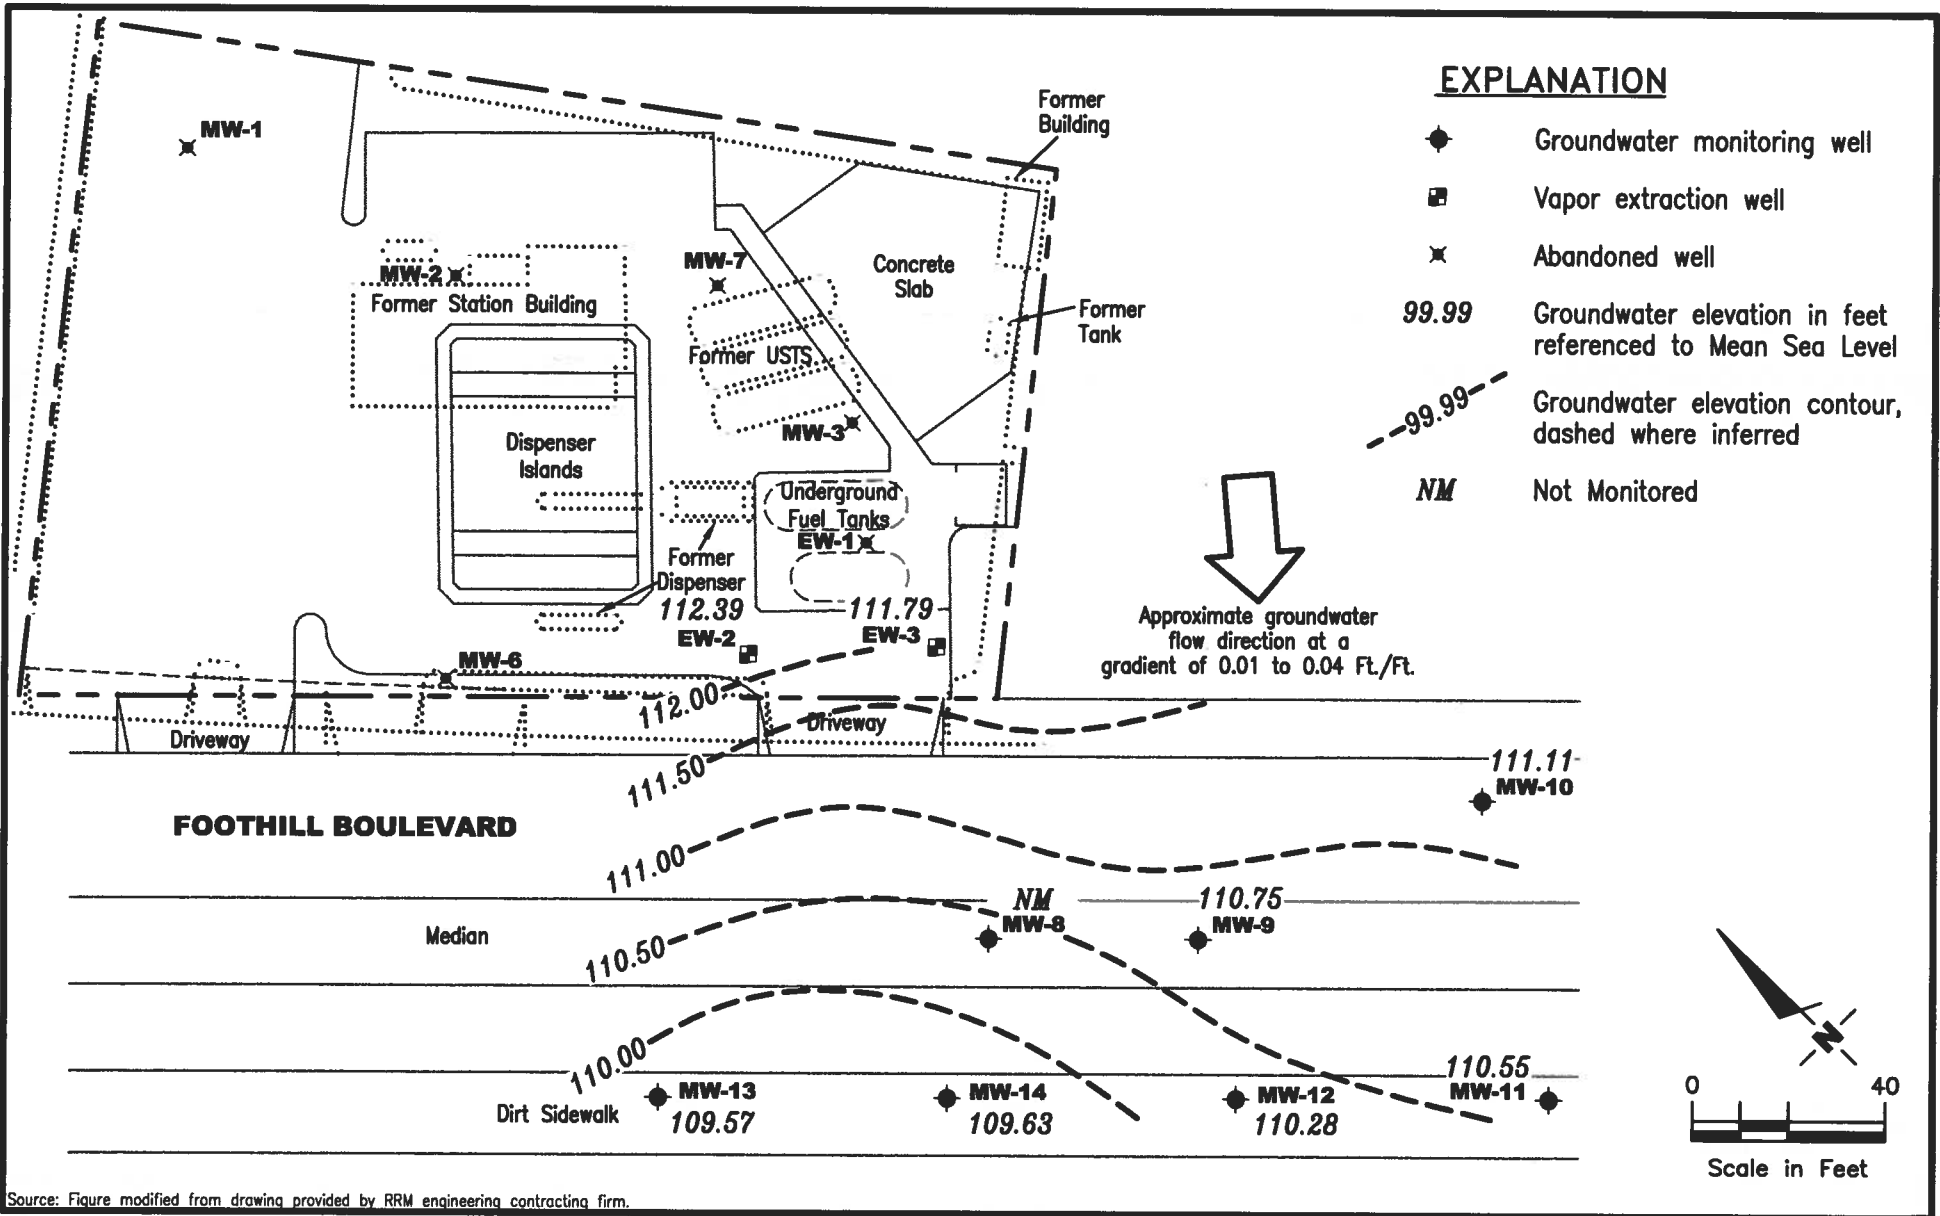 EXPLANATION
Groundwater monitoring well
Vapor extraction well
Abandoned well
99.99 Groundwater elevation in feet
referenced to Mean Sea Level
99.99 Groundwater elevation contour,
dashed where inferred
NM Not Monitored
Approximate groundwater
flow direction at a
gradient of 0.01 to 0.04 Ft./Ft.
MW-1
Former
Building
MW-2
MW-7
Concrete
Slab
Former Station Building
Former
Tank
Former USTS
MW-3
Dispenser
Islands
Underground
Fuel Tanks
EW-1
Former
Dispenser
112.39
EW-2
111.79
EW-3
MW-6
112.00
Driveway
Driveway
111.50
111.11
MW-10
FOOTHILL BOULEVARD
111.00
NM
MW-8
110.75
MW-9
Median
110.50
110.00
110.55
MW-11
MW-13
109.57
MW-14
109.63
MW-12
110.28
Dirt Sidewalk
N
0 40
Scale in Feet
Source: Figure modified from drawing provided by RRM engineering contracting firm.